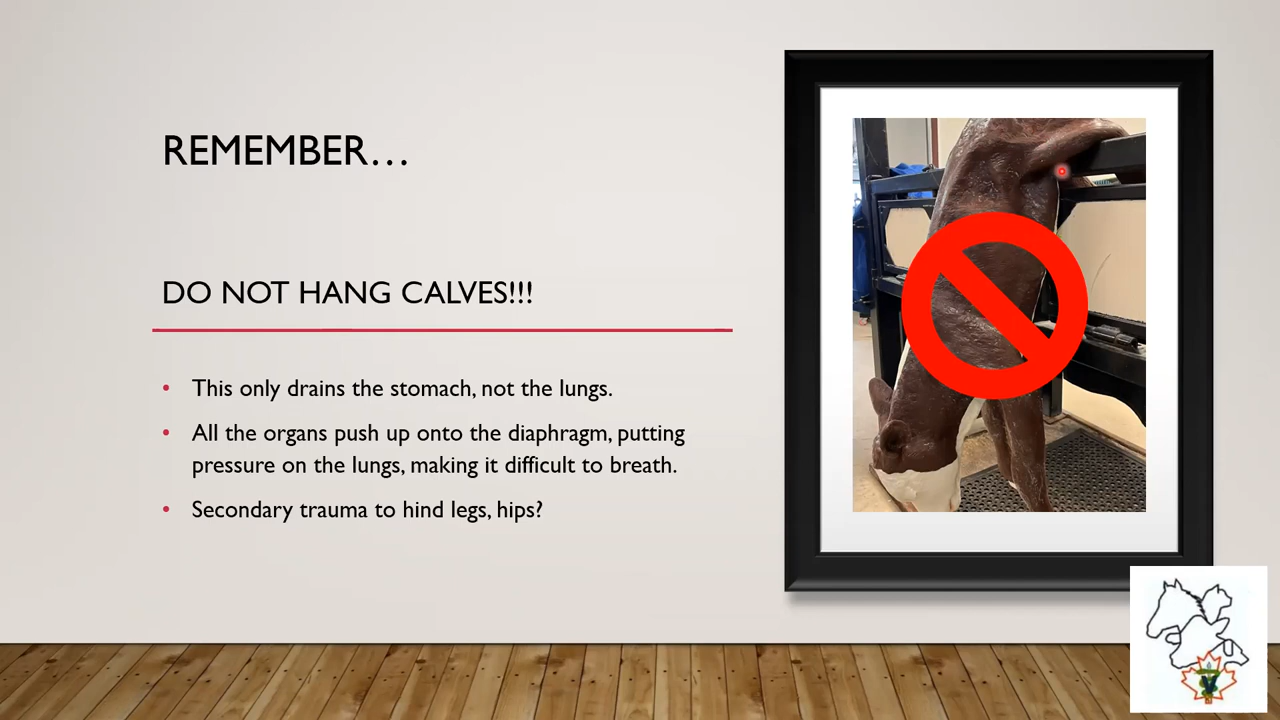 REMEMBER...
DO NOT HANG CALVES!!!
• This only drains the stomach, not the lungs.
• All the organs push up onto the diaphragm, putting
pressure on the lungs, making it difficult to breath.
• Secondary trauma to hind legs, hips?